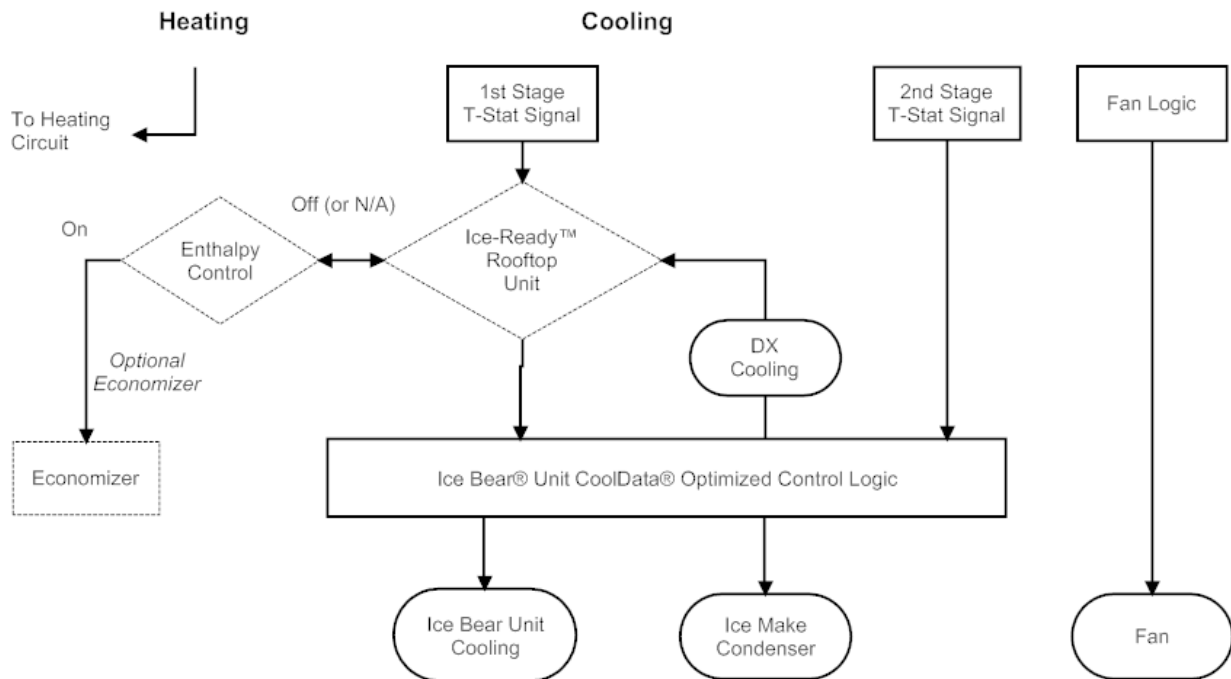 Heating
Cooling
1st Stage
T-Stat Signal
2nd Stage
T-Stat Signal
Fan Logic
To Heating
Circuit
Off (or N/A)
On
Enthalpy
Control
Ice-Ready™
Rooftop
Unit
DX
Cooling
Optional
Economizer
Economizer
Ice Bear® Unit CoolData® Optimized Control Logic
Ice Bear Unit
Cooling
Ice Make
Condenser
Fan